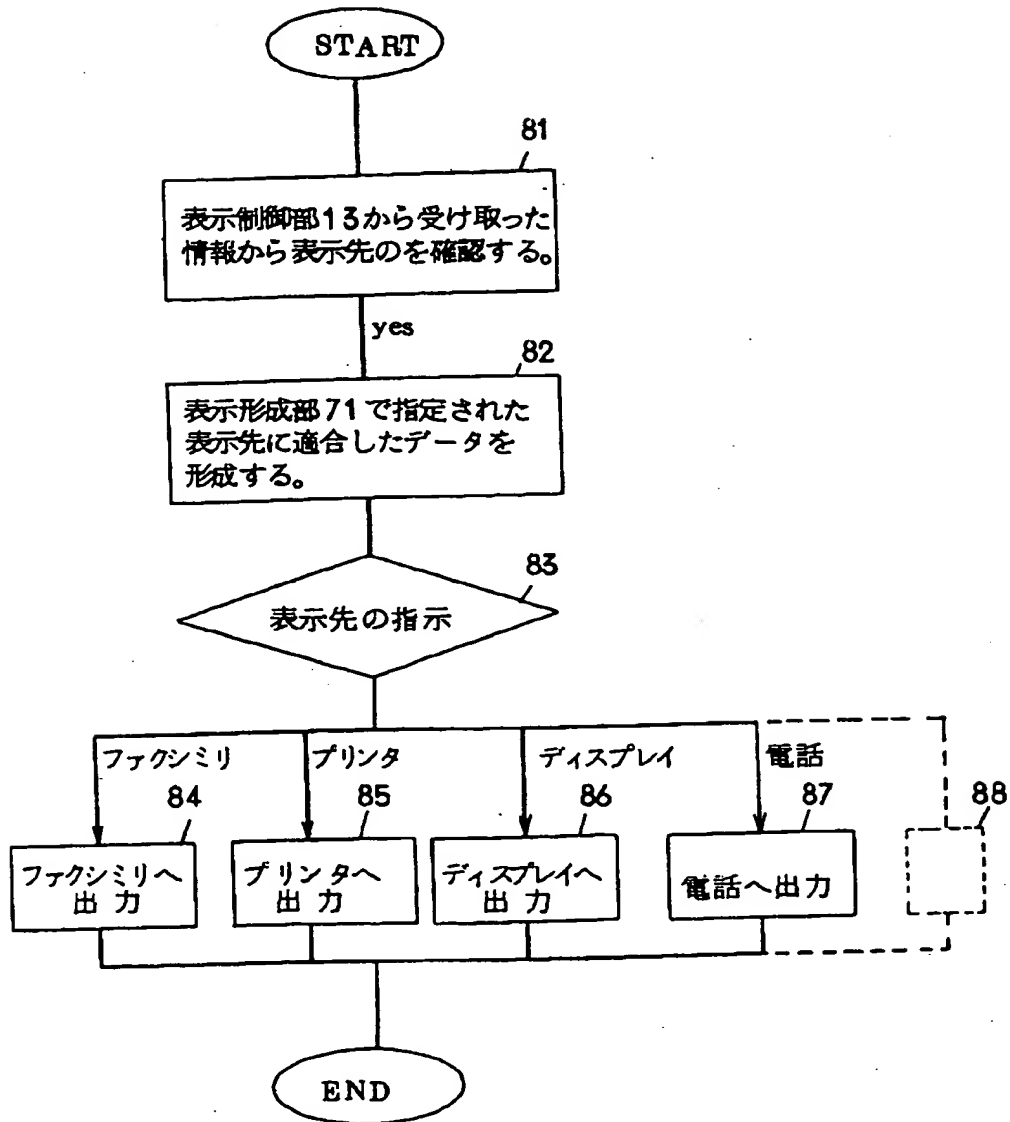 START
81
表示制御部13から受け取った
情報から表示先のを確認する。
yes
82
表示形成部71で指定された
表示先に適合したデータを
形成する。
83
表示先の指示
ファクシミリ
プリンタ
ディスプレイ
電話
84
85
86
87
88
ファクシミリへ
出力
プリンタへ
出力
ディスプレイへ
出力
電話へ出力
END